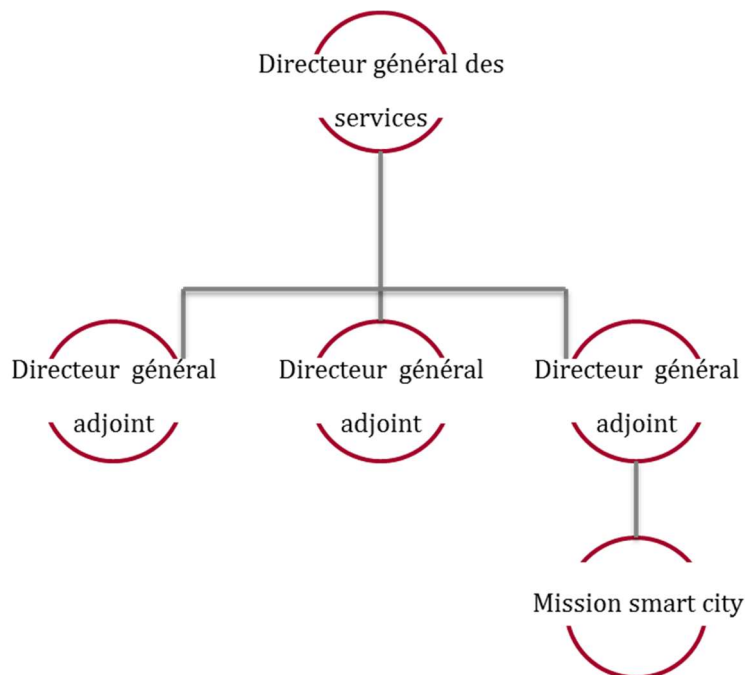 Directeur général des
services
Directeur général
adjoint
Directeur général
adjoint
Directeur général
adjoint
Mission smart city